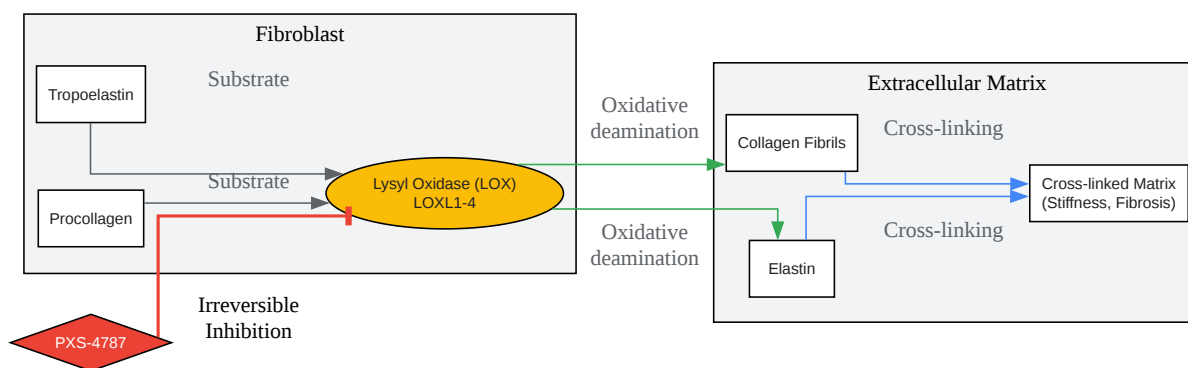 Fibroblast
Substrate
Tropoelastin
Substrate
Procollagen
Lysyl Oxidase (LOX)
LOXL1-4
Oxidative
deamination
Oxidative
deamination
Extracellular Matrix
Collagen Fibrils
Cross-linking
Cross-linked Matrix
(Stiffness, Fibrosis)
Cross-linking
Elastin
Irreversible
Inhibition
PXS-4787